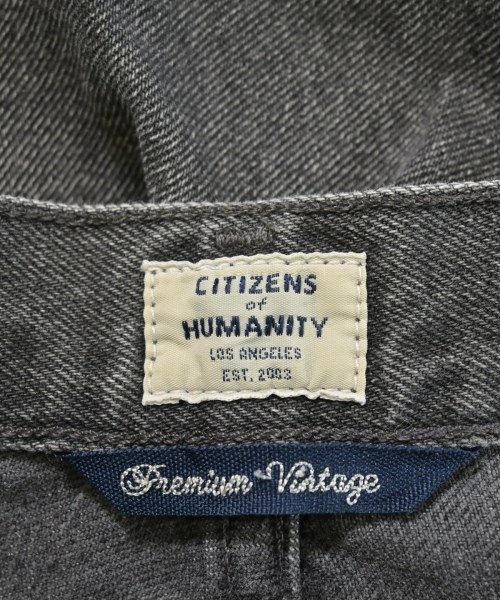 CITIZENS
of
HUMANITY
LOS ANGELES
EST. 2003
Premium Vintage